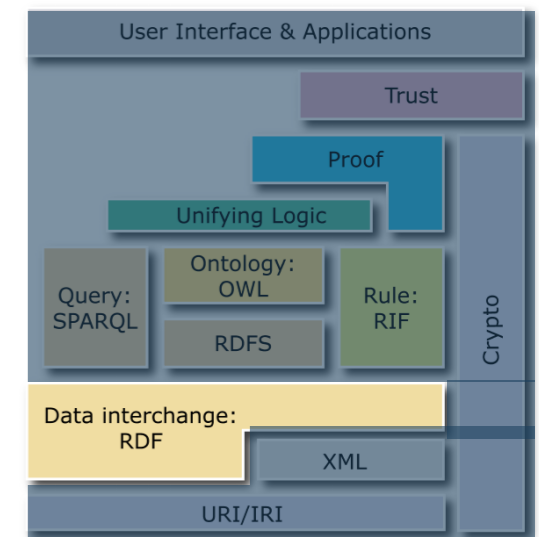 User Interface & Applications
Trust
Proof
Unifying Logic
Query:
SPARQL
Ontology:
OWL
RDFS
Rule:
RIF
Crypto
Data interchange:
RDF
XML
URI/IRI